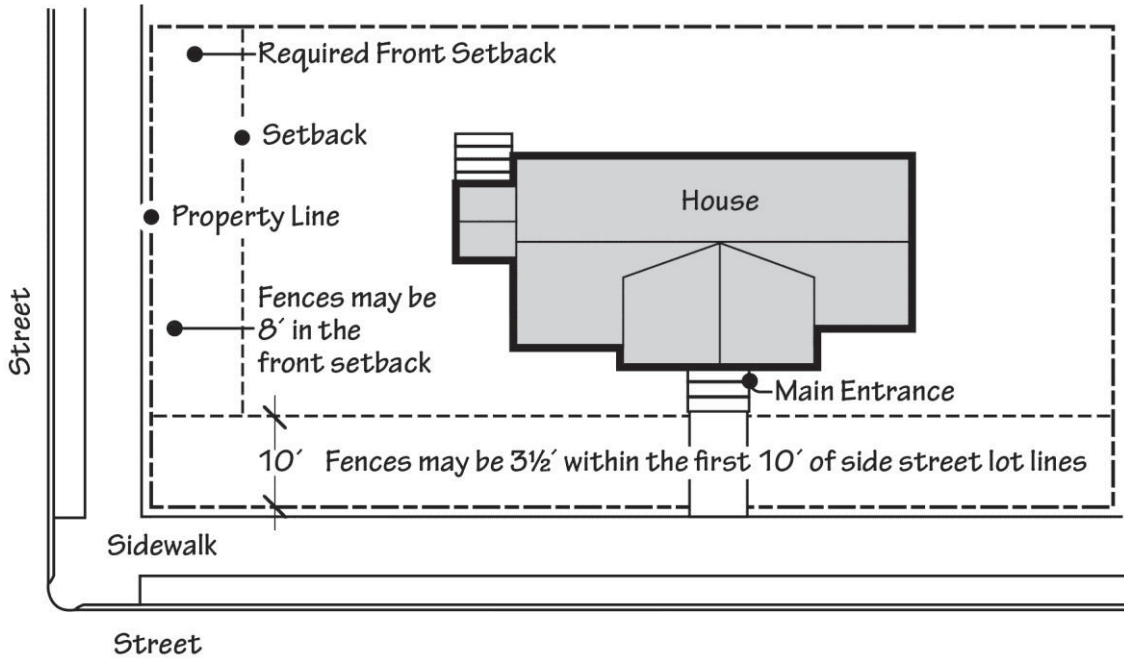 Required Front Setback
Setback
House
Property Line
Street
Fences may be
8´ in the
front setback
Main Entrance
10´ Fences may be 3½´ within the first 10´ of side street lot lines
Sidewalk
Street